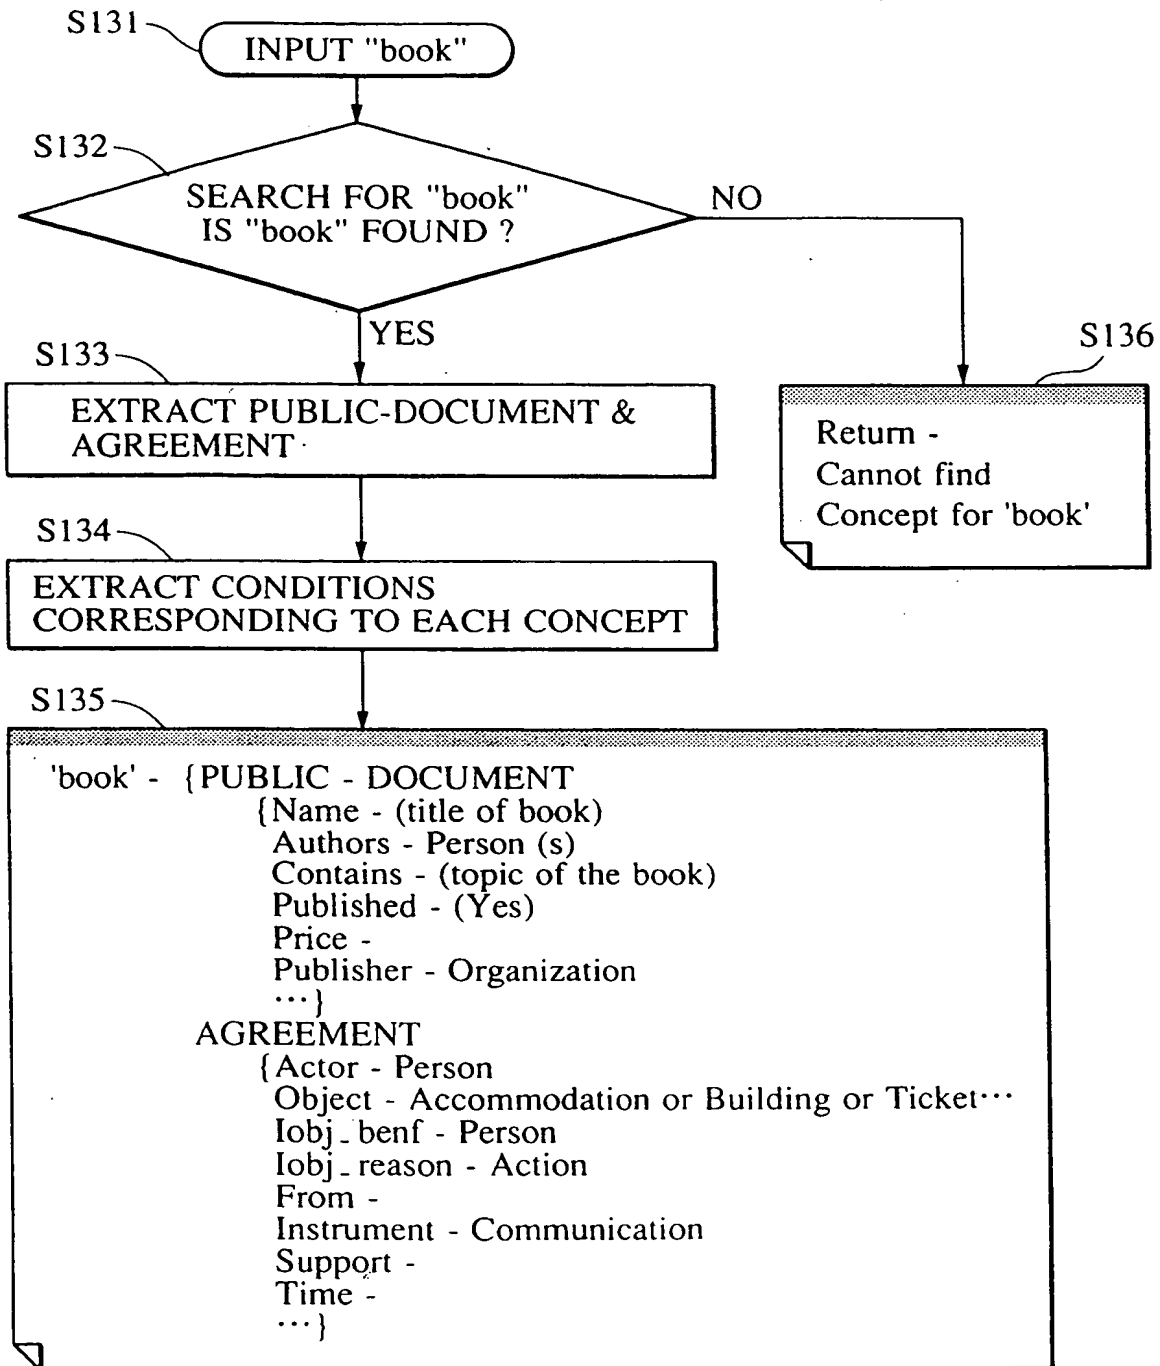 S131
INPUT "book"
S132
SEARCH FOR "book"
IS "book" FOUND ?
NO
YES
S133
EXTRACT PUBLIC-DOCUMENT &
AGREEMENT
S136
Return -
Cannot find
Concept for 'book'
S134
EXTRACT CONDITIONS
CORRESPONDING TO EACH CONCEPT
S135
'book' - {PUBLIC - DOCUMENT
{Name - (title of book)
Authors - Person (s)
Contains - (topic of the book)
Published - (Yes)
Price -
Publisher - Organization
···}
AGREEMENT
{Actor - Person
Object - Accommodation or Building or Ticket···
Iobj_benf - Person
Iobj_reason - Action
From -
Instrument - Communication
Support -
Time -
···}